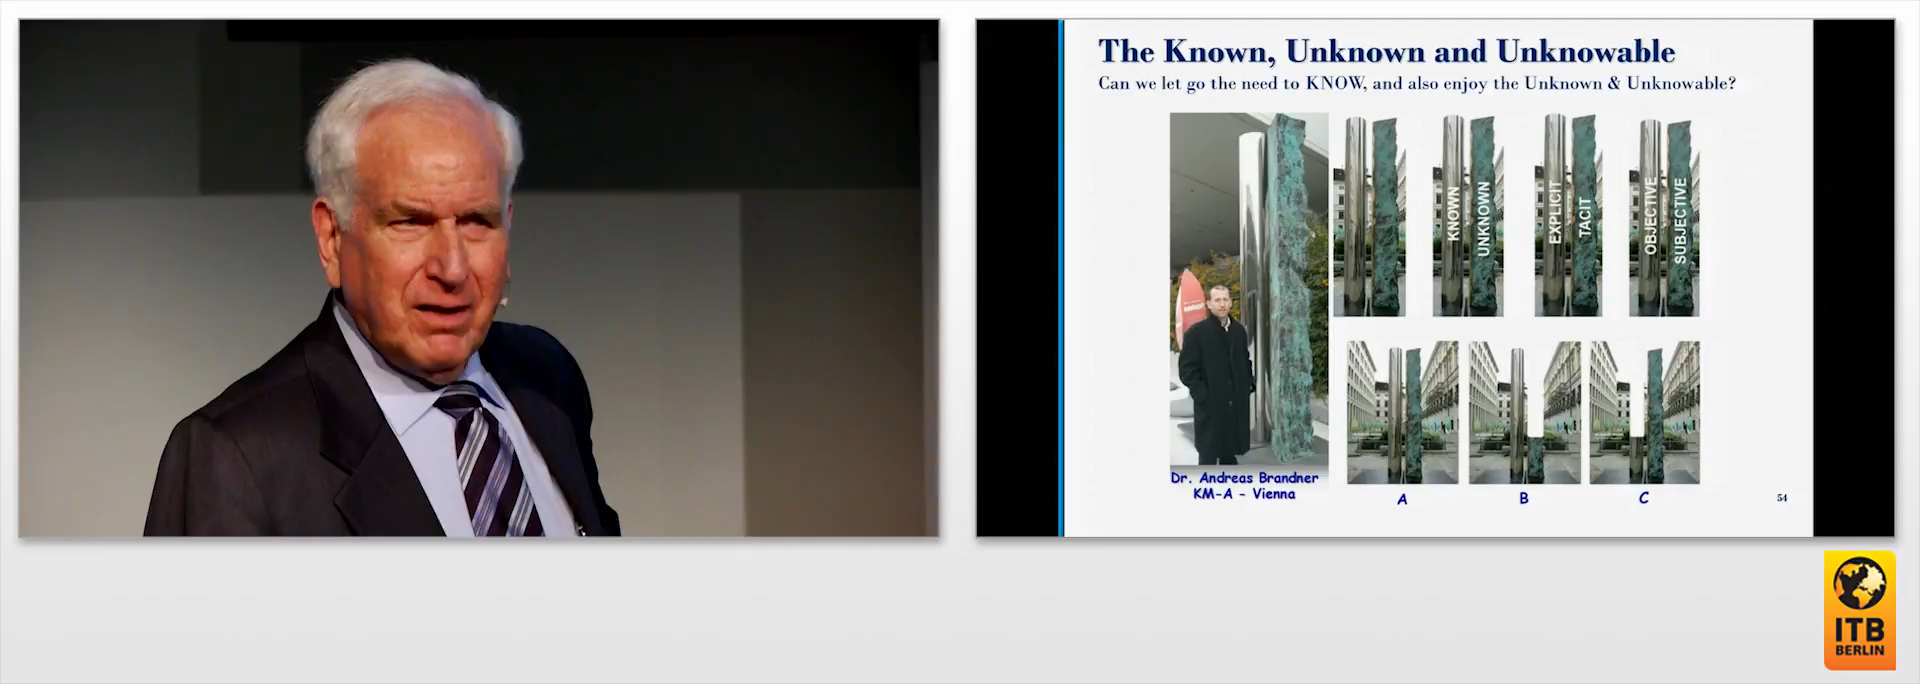 The Known, Unknown and Unknowable
Can we let go the need to KNOW, and also enjoy the Unknown & Unknowable?
KNOWN
UNKNOWN
EXPLICIT
TACIT
OBJECTIVE
SUBJECTIVE
Dr. Andreas Brandner
KM-A - Vienna
A
B
C
54
ITB
BERLIN